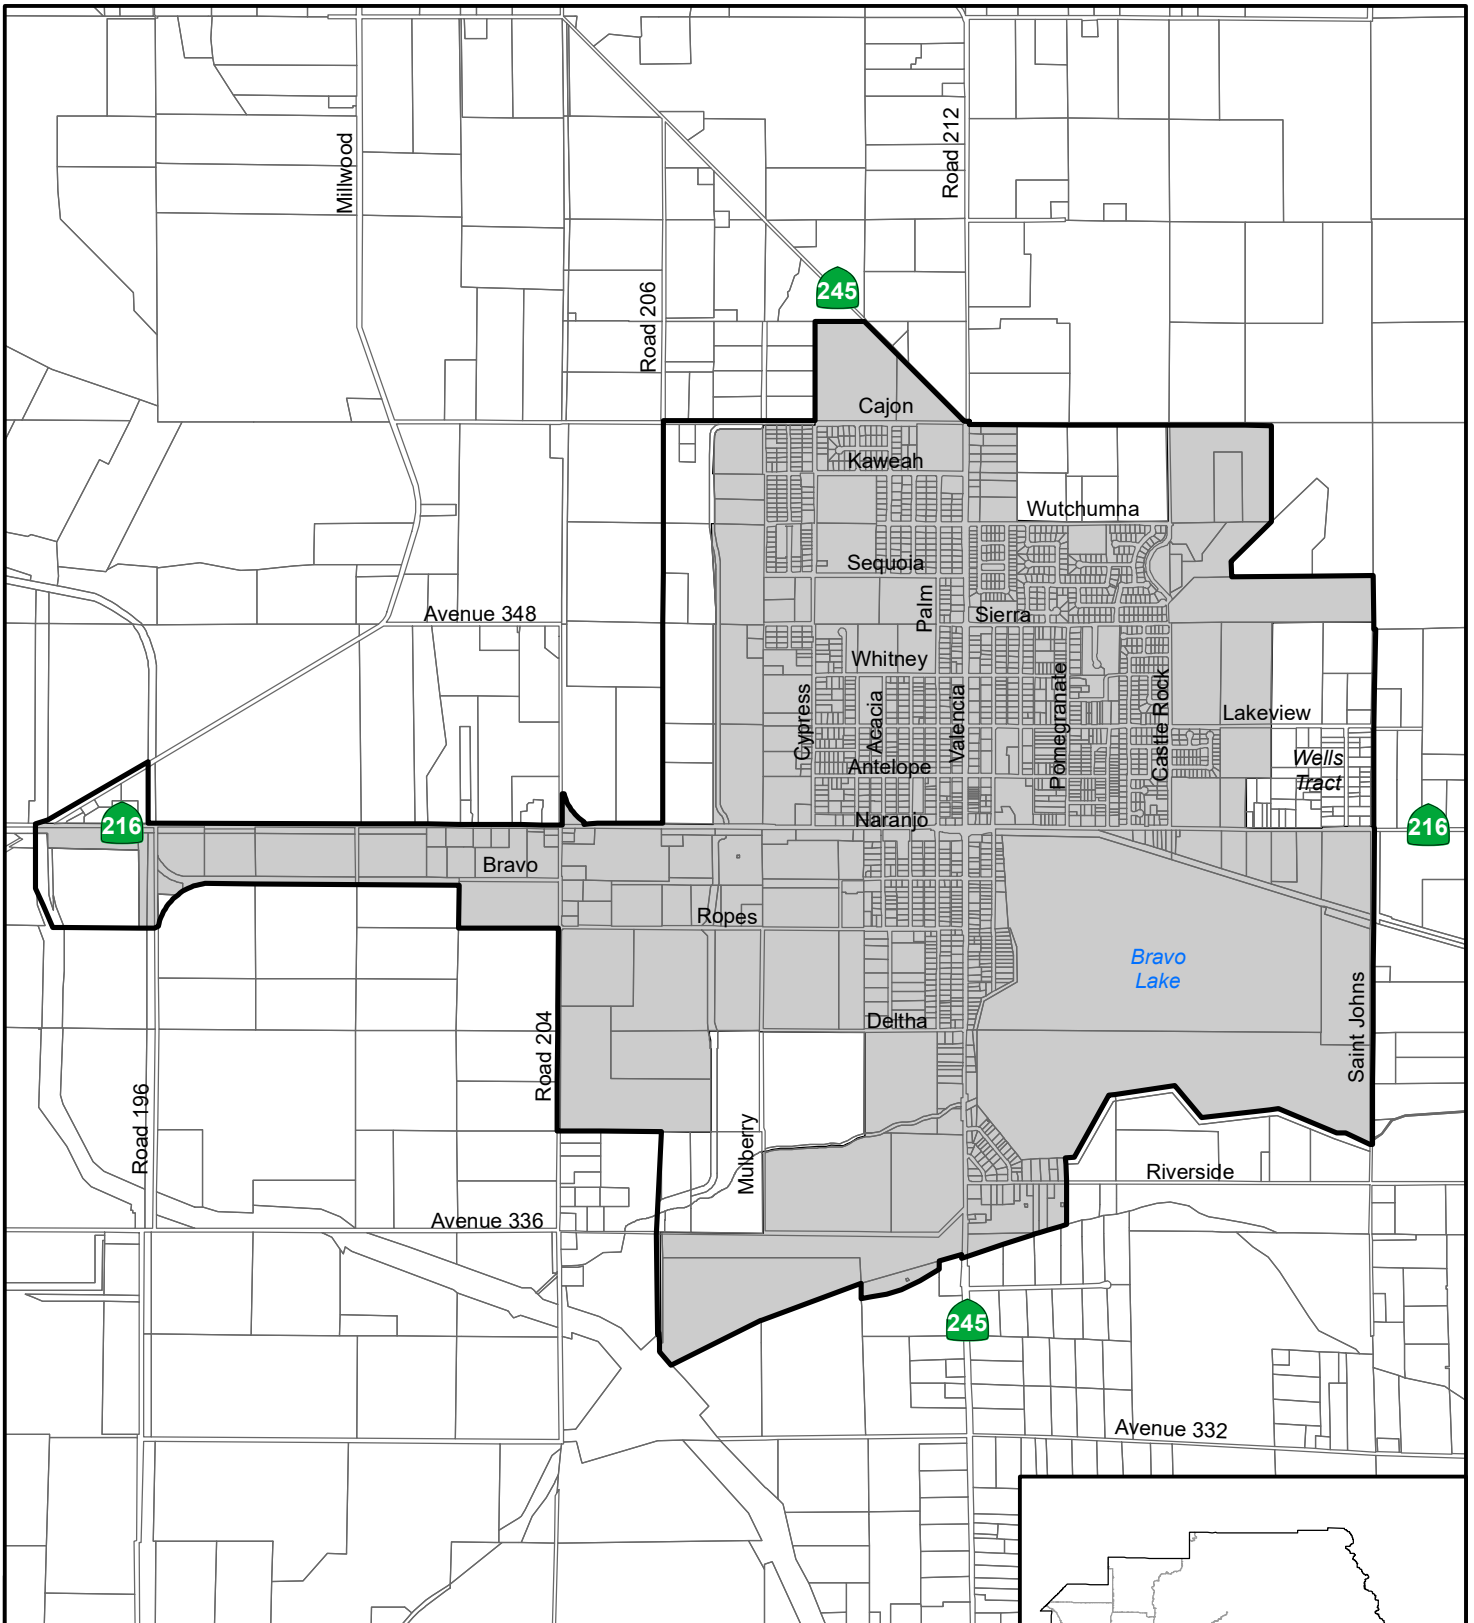 Millwood
Road 212
245
Road 206
Cajon
Kaweah
Wutchumna
Sequoia
Palm
Sierra
Avenue 348
Whitney
Cypress
Acacia
Valencia
Pomegranate
Castle Rock
Lakeview
Wells
Tract
Antelope
216
Naranjo
216
Bravo
Ropes
Bravo
Lake
Saint Johns
Deltha
Road 204
Road 196
Mulberry
Riverside
Avenue 336
245
Avenue 332